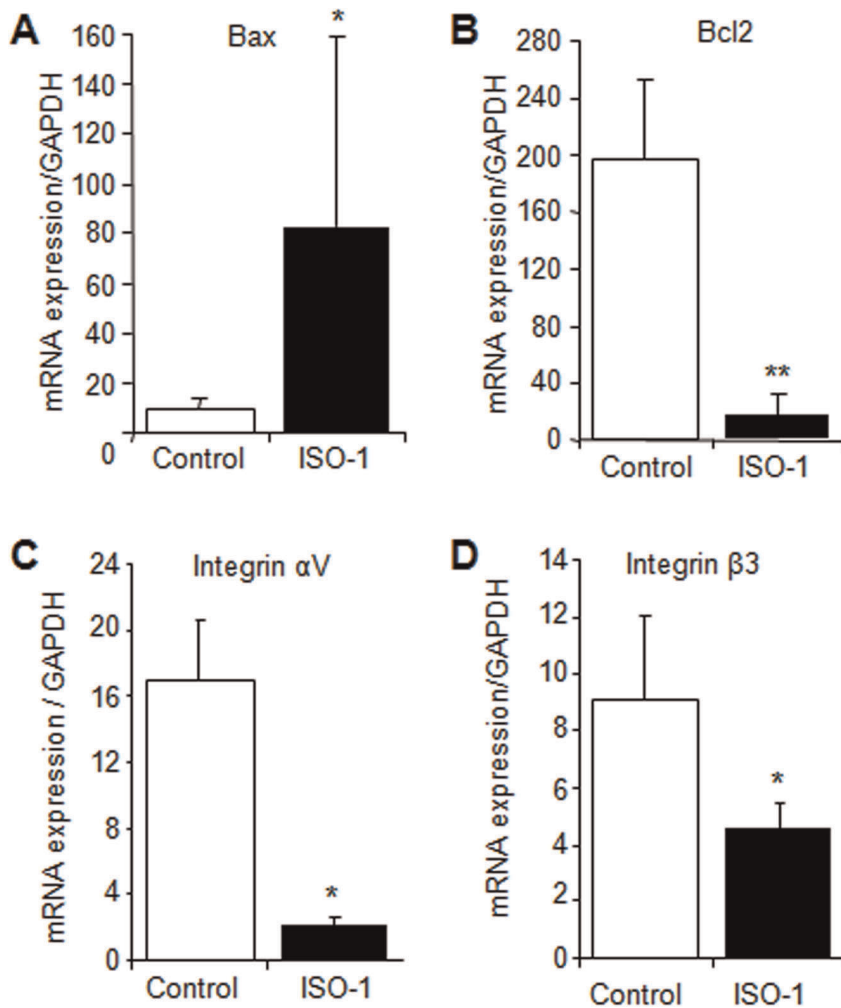 A
Bax
*
mRNA expression/GAPDH
160
140
120
100
80
60
40
20
0
Control
ISO-1
B
Bcl2
mRNA expression/GAPDH
280
240
200
160
120
80
40
0
**
Control
ISO-1
C
Integrin αV
mRNA expression / GAPDH
24
20
16
12
8
4
2
0
*
Control
ISO-1
D
Integrin β3
mRNA expression/GAPDH
14
12
10
8
6
4
2
0
*
Control
ISO-1